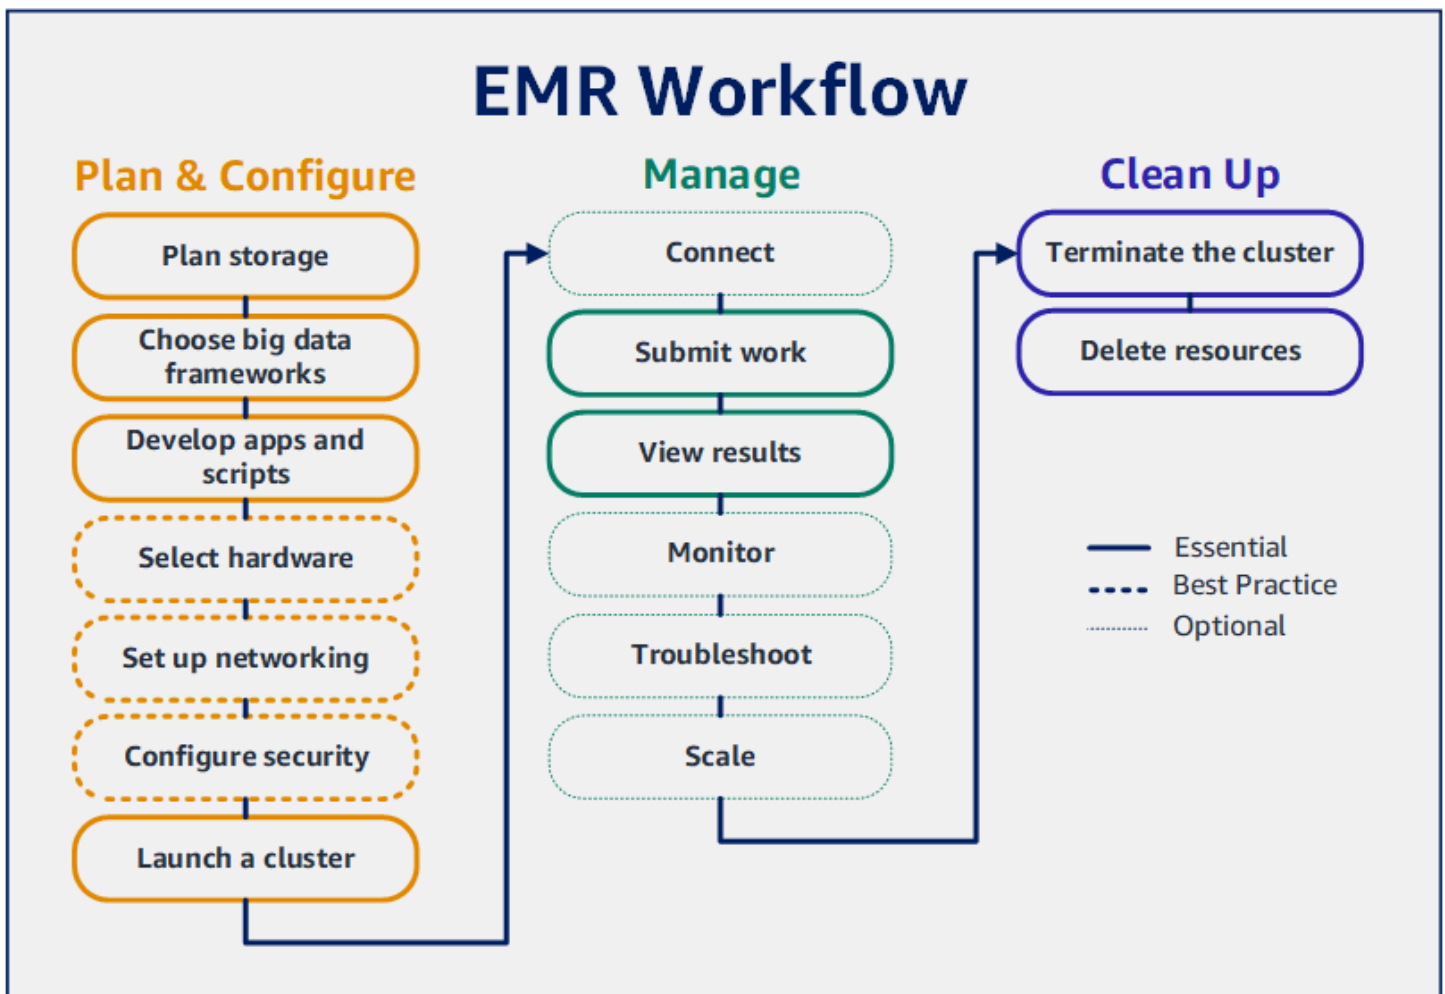 EMR Workflow
Plan & Configure
Plan storage
Choose big data
frameworks
Develop apps and
scripts
Select hardware
Set up networking
Configure security
Launch a cluster
Manage
Connect
Submit work
View results
Monitor
Troubleshoot
Scale
Clean Up
Terminate the cluster
Delete resources
Essential
Best Practice
Optional